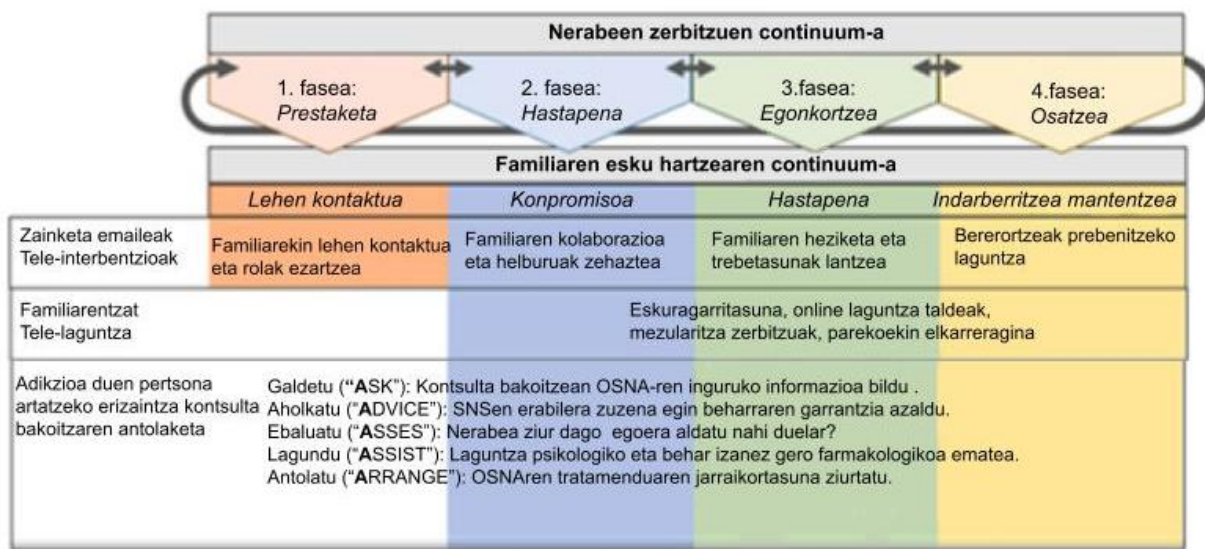 Nerabeen zerbitzuen continuum-a
1. fasea:
Prestaketa
2. fasea:
Hastapena
3.fasea:
Egonkortzea
4.fasea:
Osatzea
Familiaren esku hartzearen continuum-a
Lehen kontaktua
Konpromisoa
Hastapena
Indarberritzea mantentzea
Zainketa emaileak
Tele-interbentzioak
Familiarekin lehen kontaktua
eta rolak ezartzea
Familiaren kolaborazioa
eta helburuak zehaztea
Familiaren heziketa eta
trebetasunak lantzea
Bererortzeak prebenitzeko
laguntza
Familiarentzat
Tele-laguntza
Eskuragarritasuna, online laguntza taldeak,
mezularitza zerbitzuak, parekoekin elkarreragina
Adikzioa duen pertsona
artatzeko erizaintza kontsulta
bakoitzaren antolaketa
Galdetu (“ASK”): Kontsulta bakoitzean OSNA-ren inguruko informazioa bildu .
Aholkatu (“ADVICE”): SNSen erabilera zuzena egin beharraren garrantzia azaldu.
Ebaluatu (“ASSES”): Nerabea ziur dago egoera aldatu nahi duelar?
Lagundu (“ASSIST”): Laguntza psikologiko eta behar izanez gero farmakologikoa ematea.
Antolatu (“ARRANGE”): OSNAren tratamenduaren jarraikortasuna ziurtatu.